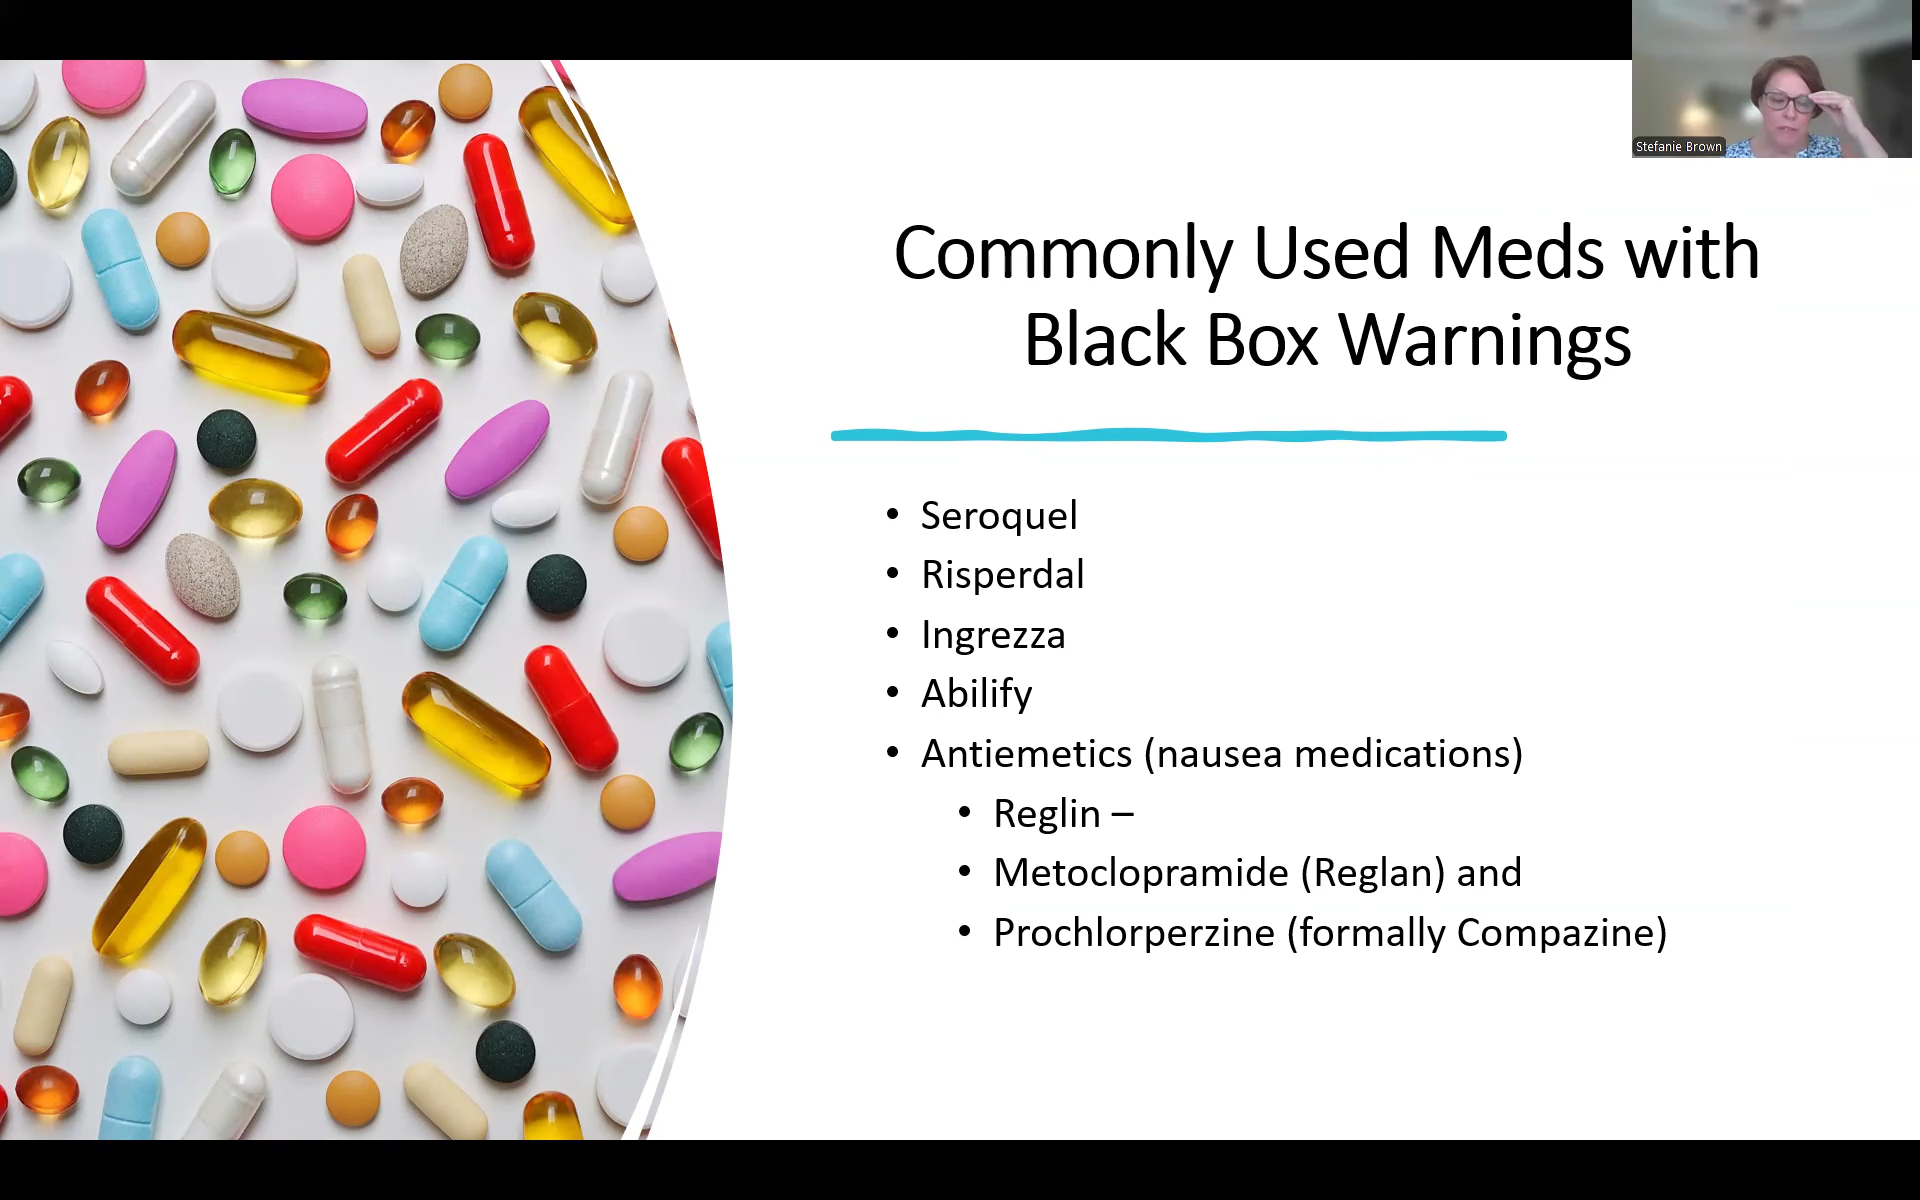 Stefanie Brown
Commonly Used Meds with
Black Box Warnings
• Seroquel
• Risperdal
• Ingrezza
• Abilify
• Antiemetics (nausea medications)
• Reglin –
• Metoclopramide (Reglan) and
• Prochlorperzine (formally Compazine)